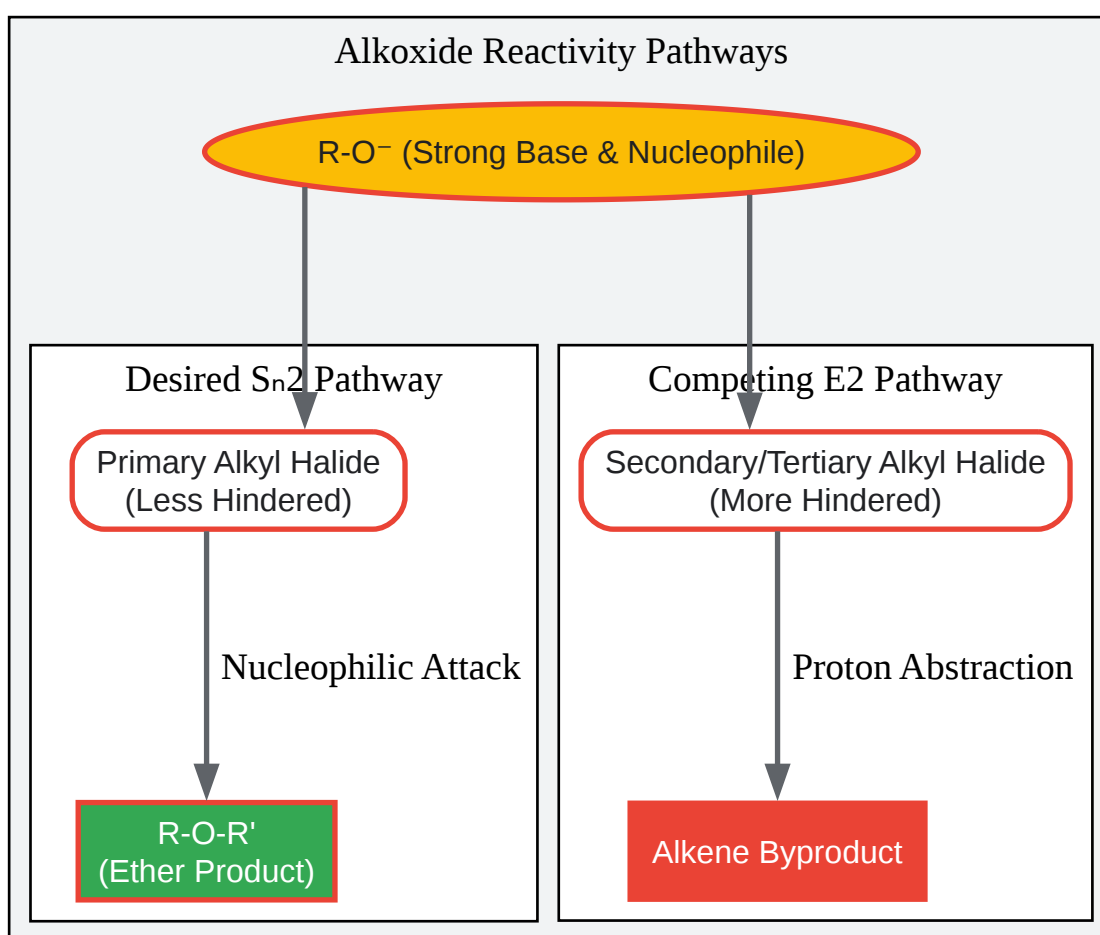 Alkoxide Reactivity Pathways
R-O⁻ (Strong Base & Nucleophile)
Desired Sₙ2 Pathway
Primary Alkyl Halide
(Less Hindered)
Nucleophilic Attack
R-O-R'
(Ether Product)
Competing E2 Pathway
Secondary/Tertiary Alkyl Halide
(More Hindered)
Proton Abstraction
Alkene Byproduct